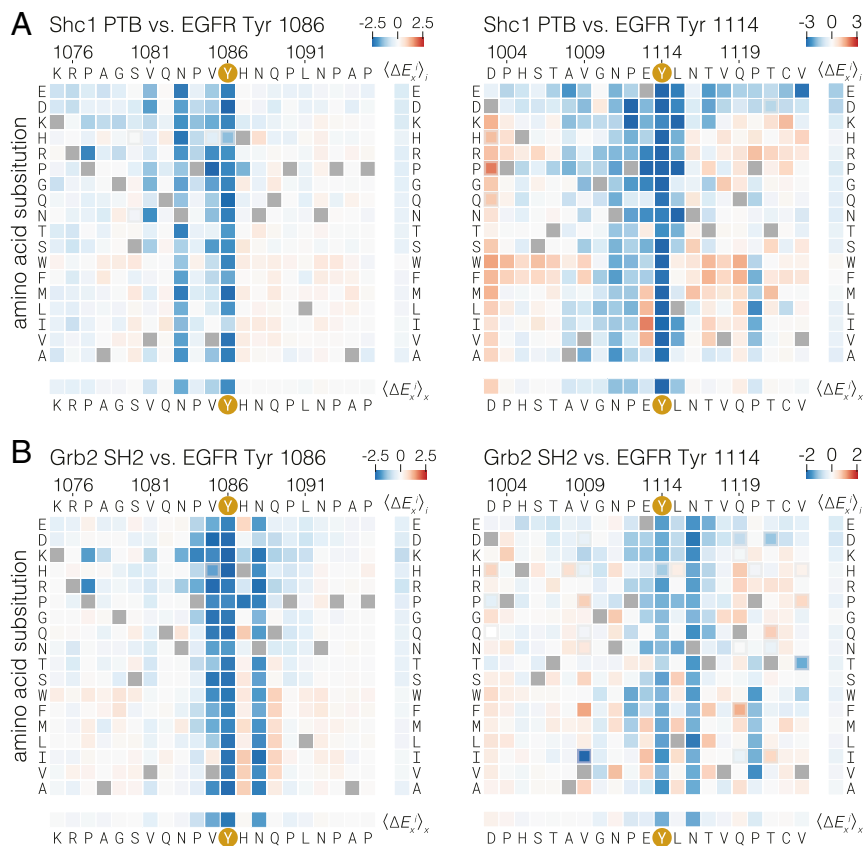 A
Shc1 PTB vs. EGFR Tyr 1086
-2.5 0 2.5
1076 1081 1086 1091
K R P A G S V Q N P V Y H N Q P L N P A P ⟨ΔE_x^i⟩_i
amino acid subsitution
E
D
K
H
R
P
G
Q
N
T
S
W
F
M
L
I
V
A
⟨ΔE_x^i⟩_x
K R P A G S V Q N P V Y H N Q P L N P A P
Shc1 PTB vs. EGFR Tyr 1114
-3 0 3
1004 1009 1114 1119
D P H S T A V G N P E Y L N T V Q P T C V ⟨ΔE_x^i⟩_i
E
D
K
H
R
P
G
Q
N
T
S
W
F
M
L
I
V
A
⟨ΔE_x^i⟩_x
D P H S T A V G N P E Y L N T V Q P T C V
B
Grb2 SH2 vs. EGFR Tyr 1086
-2.5 0 2.5
1076 1081 1086 1091
K R P A G S V Q N P V Y H N Q P L N P A P ⟨ΔE_x^i⟩_i
amino acid subsitution
E
D
K
H
R
P
G
Q
N
T
S
W
F
M
L
I
V
A
⟨ΔE_x^i⟩_x
K R P A G S V Q N P V Y H N Q P L N P A P
Grb2 SH2 vs. EGFR Tyr 1114
-2 0 2
1004 1009 1114 1119
D P H S T A V G N P E Y L N T V Q P T C V ⟨ΔE_x^i⟩_i
E
D
K
H
R
P
G
Q
N
T
S
W
F
M
L
I
V
A
⟨ΔE_x^i⟩_x
D P H S T A V G N P E Y L N T V Q P T C V